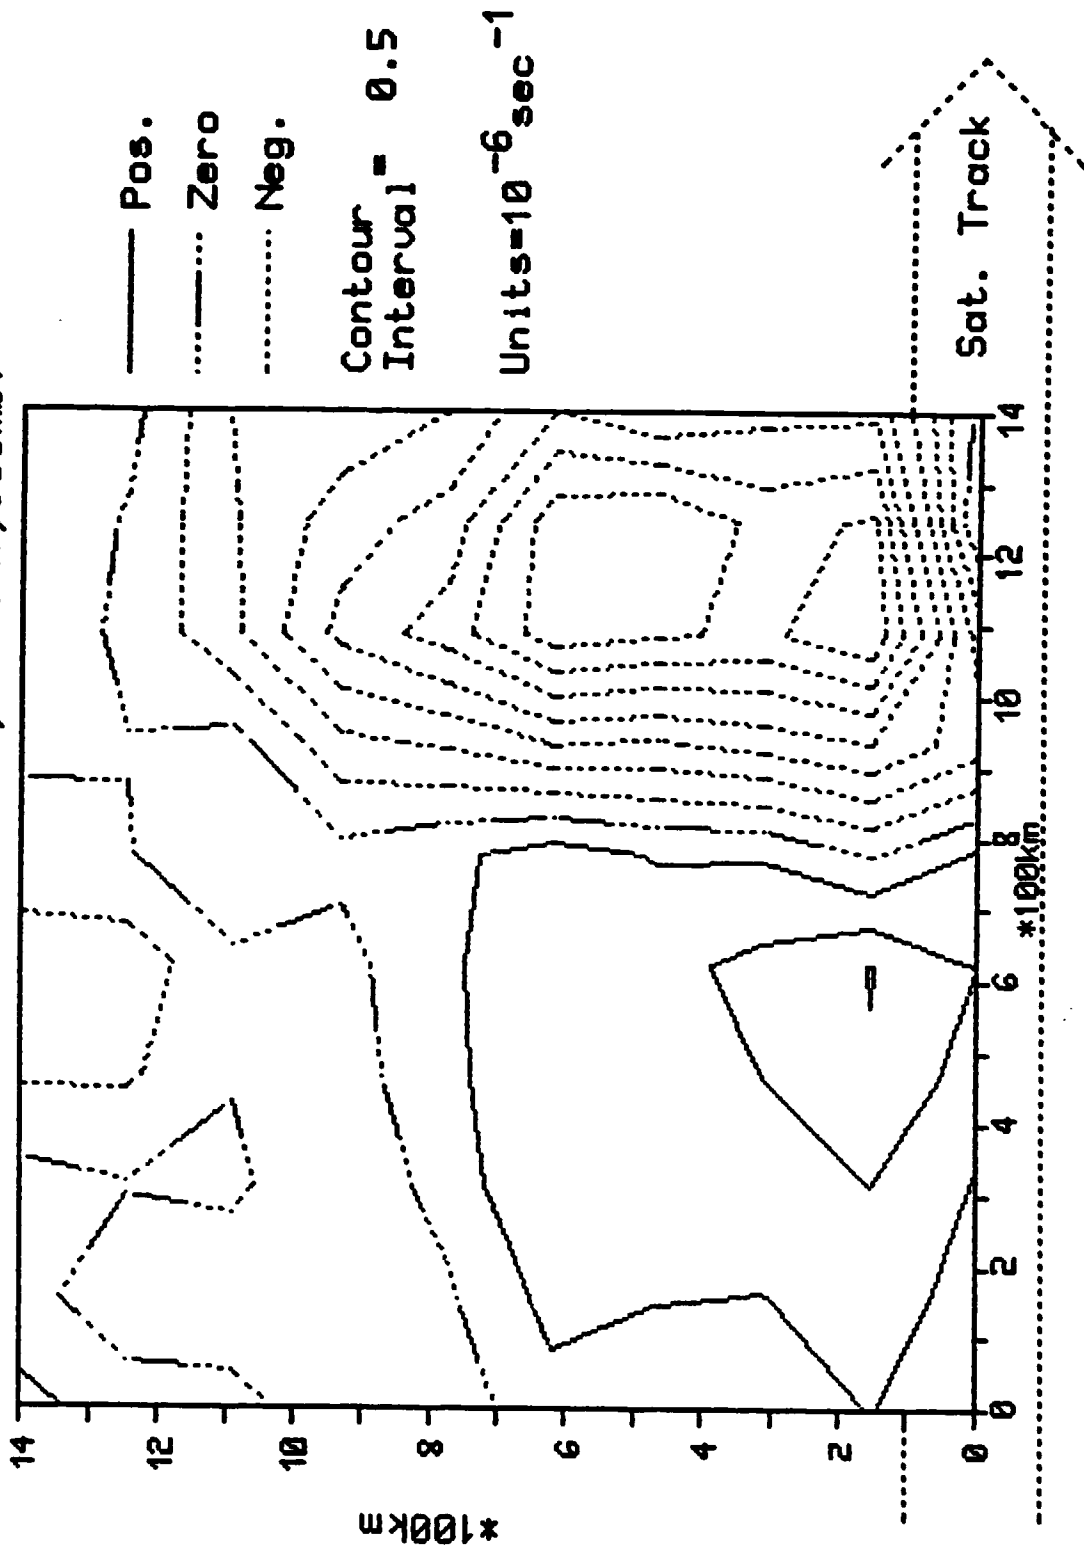 Pos.
Zero
Neg.
Contour
Interval = 0.5
Units=10⁻⁶sec⁻¹
Sat. Track
14
12
10
8
6
4
2
0
*100km
0
2
4
6
8
10
12
14
*100km